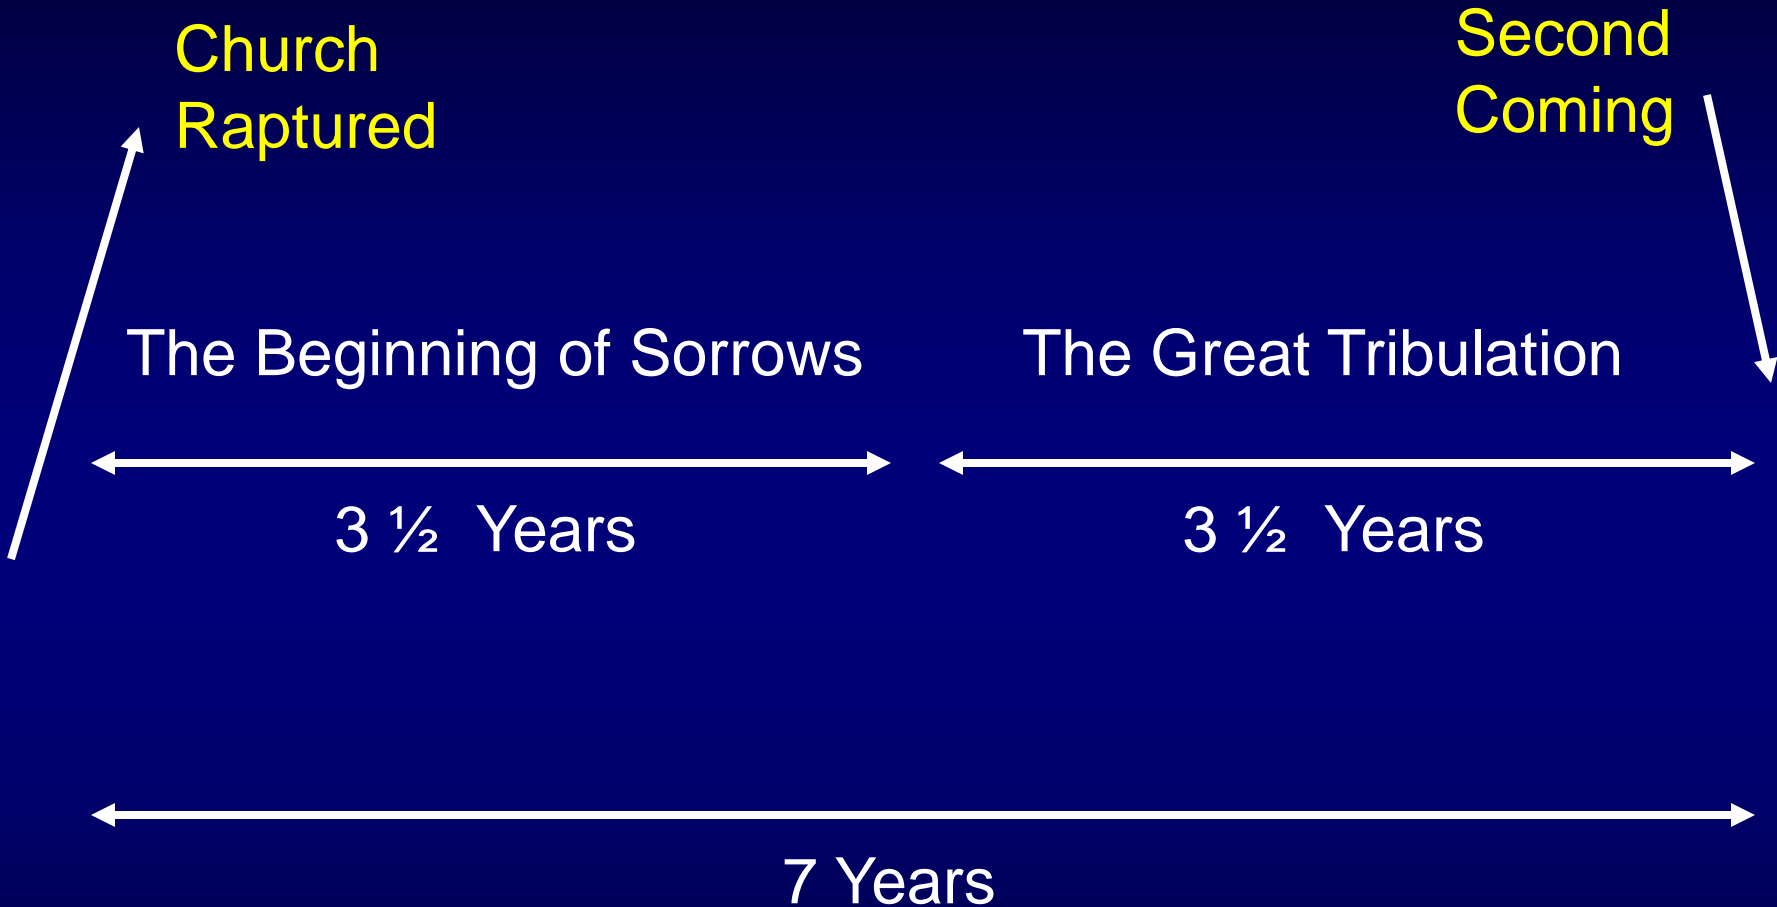 Church
Raptured
Second
Coming
The Beginning of Sorrows
The Great Tribulation
3 ½ Years
3 ½ Years
7 Years